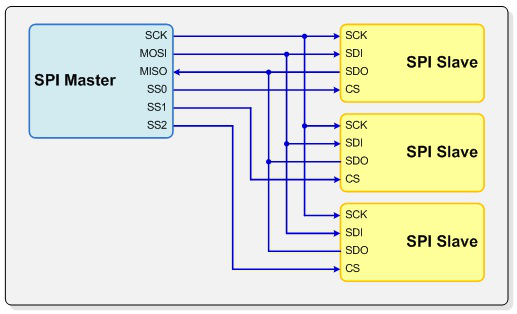 SPI Master
SCK
MOSI
MISO
SS0
SS1
SS2
SCK
SDI
SDO
CS
SPI Slave
SCK
SDI
SDO
CS
SPI Slave
SCK
SDI
SDO
CS
SPI Slave